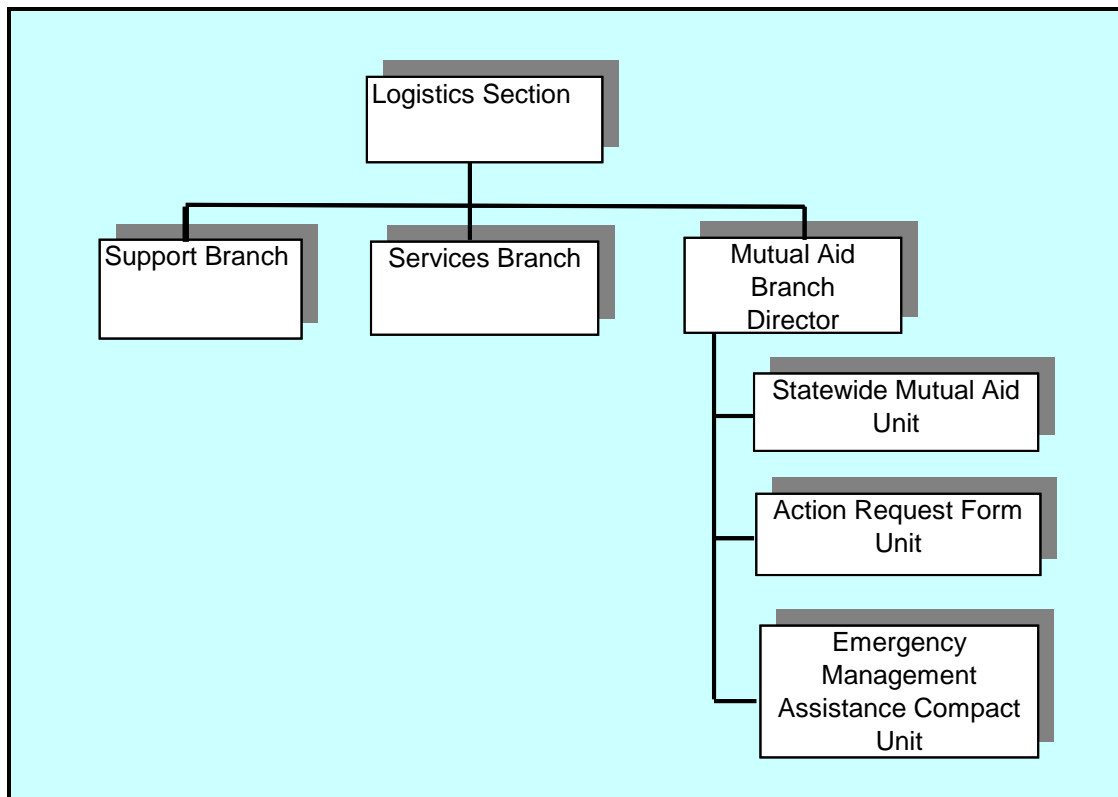 Logistics Section
Support Branch
Services Branch
Mutual Aid
Branch
Director
Statewide Mutual Aid
Unit
Action Request Form
Unit
Emergency
Management
Assistance Compact
Unit